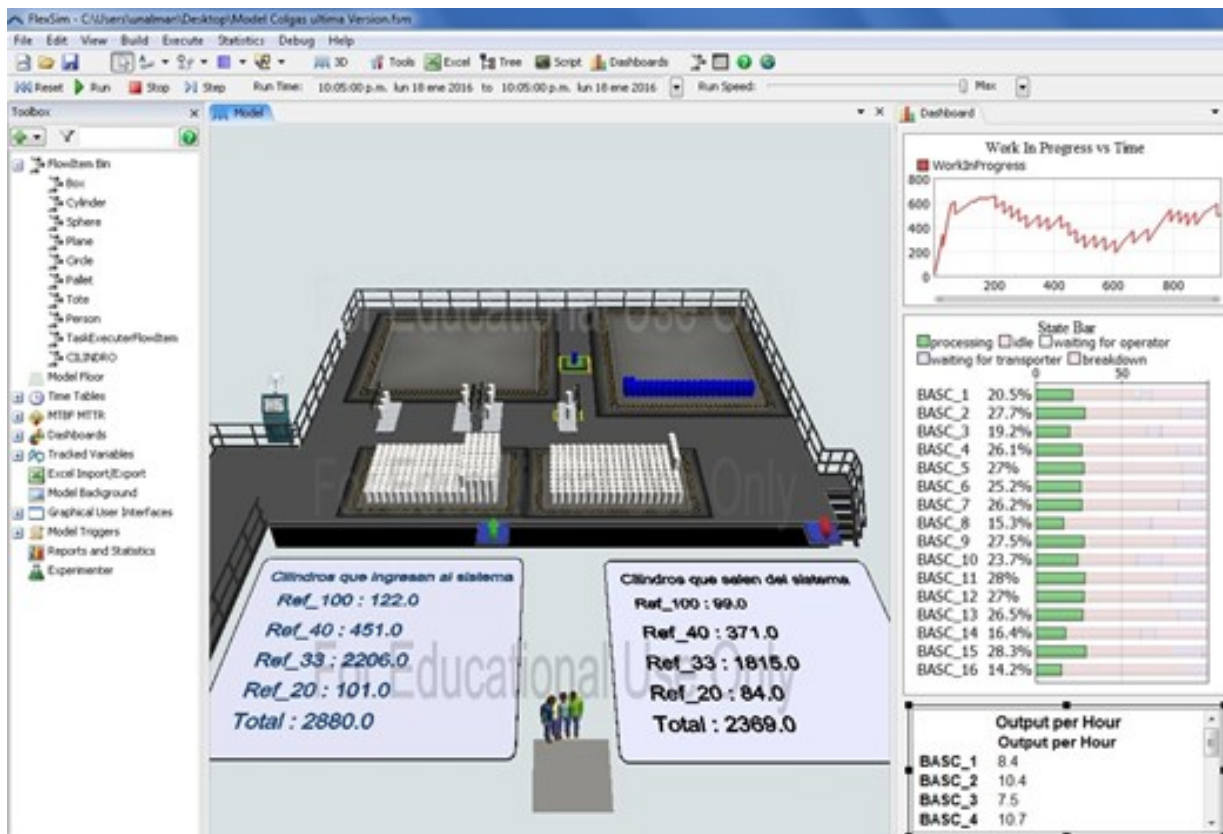 FlexSim - C:\Users\unalman\Desktop\Model Colgas ultima Version.fsm
File Edit View Build Execute Statistics Debug Help
3D Tools Excel Tree Script Dashboards
Reset Run Stop Step Run Time: 10:05:00 p.m. lun 18 ene 2016 to 10:05:00 p.m. lun 18 ene 2016 Run Speed: Max
Toolbox
FlowItem Bin
Box
Cylinder
Sphere
Plane
Circle
Pallet
Tote
Person
TaskExecuterFlowItem
CILINDRO
Model Floor
Time Tables
MTBF MTTR
Dashboards
Tracked Variables
Excel Import/Export
Model Background
Graphical User Interfaces
Model Triggers
Reports and Statistics
Experimenter
Model
For Educational Use Only
For Educational Use Only
For Educational Use Only
Cilindros que ingresan al sistema
Ref_100 : 122.0
Ref_40 : 451.0
Ref_33 : 2206.0
Ref_20 : 101.0
Total : 2880.0
Cilindros que salen del sistema
Ref_100 : 99.0
Ref_40 : 371.0
Ref_33 : 1815.0
Ref_20 : 84.0
Total : 2369.0
Dashboard
Work In Progress vs Time
WorkInProgress
800
600
400
200
0
200 400 600 800
State Bar
processing idle waiting for operator
waiting for transporter breakdown
0 50
BASC_1 20.5%
BASC_2 27.7%
BASC_3 19.2%
BASC_4 26.1%
BASC_5 27%
BASC_6 25.2%
BASC_7 26.2%
BASC_8 15.3%
BASC_9 27.5%
BASC_10 23.7%
BASC_11 28%
BASC_12 27%
BASC_13 26.5%
BASC_14 16.4%
BASC_15 28.3%
BASC_16 14.2%
Output per Hour
Output per Hour
BASC_1 8.4
BASC_2 10.4
BASC_3 7.5
BASC_4 10.7